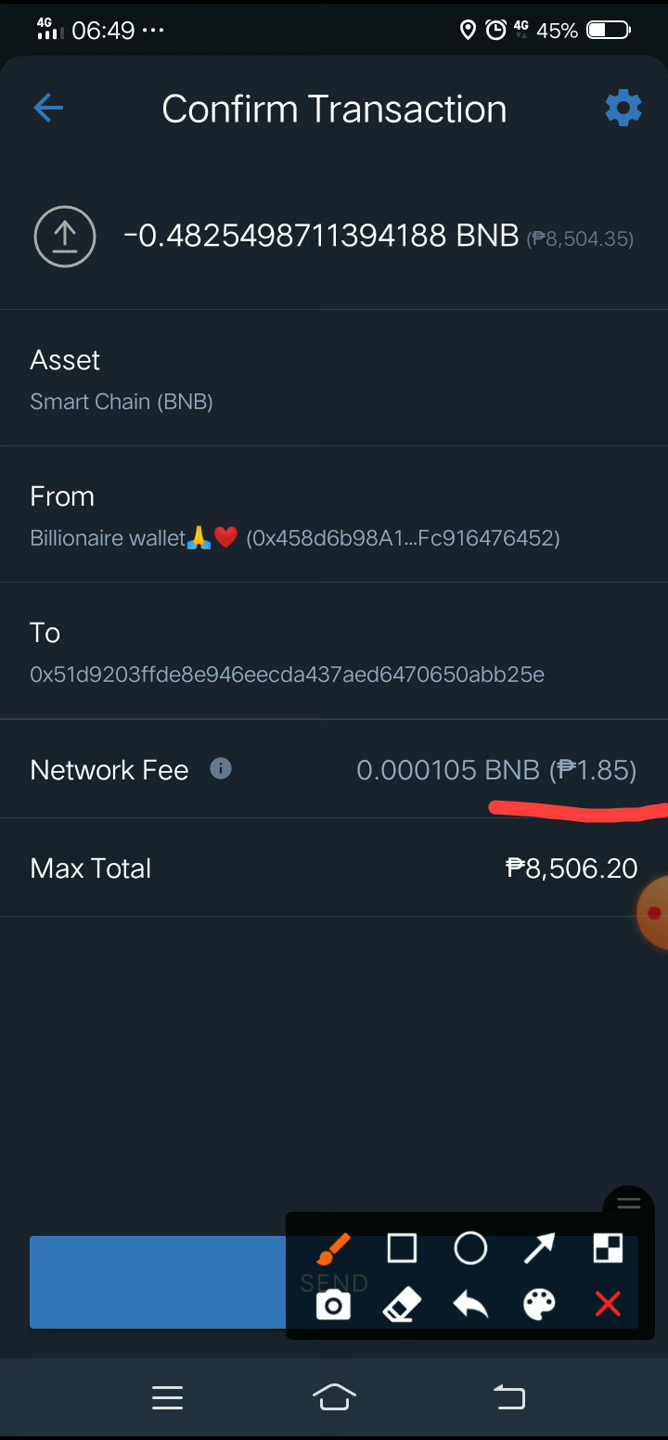 4G 06:49 ··· 4G 45%
Confirm Transaction
-0.4825498711394188 BNB (₱8,504.35)
Asset
Smart Chain (BNB)
From
Billionaire wallet🙏❤️ (0x458d6b98A1...Fc916476452)
To
0x51d9203ffde8e946eecda437aed6470650abb25e
Network Fee 0.000105 BNB (₱1.85)
Max Total ₱8,506.20
SEND